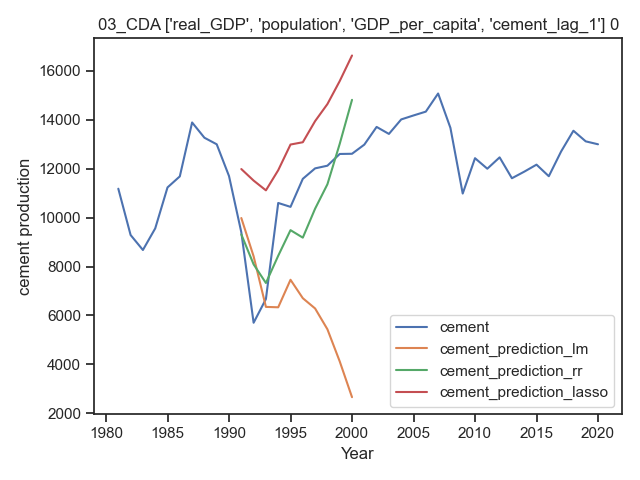 03_CDA ['real_GDP', 'population', 'GDP_per_capita', 'cement_lag_1'] 0
cement production
16000
14000
12000
10000
8000
6000
4000
2000
1980
1985
1990
1995
2000
2005
2010
2015
2020
Year
cement
cement_prediction_lm
cement_prediction_rr
cement_prediction_lasso